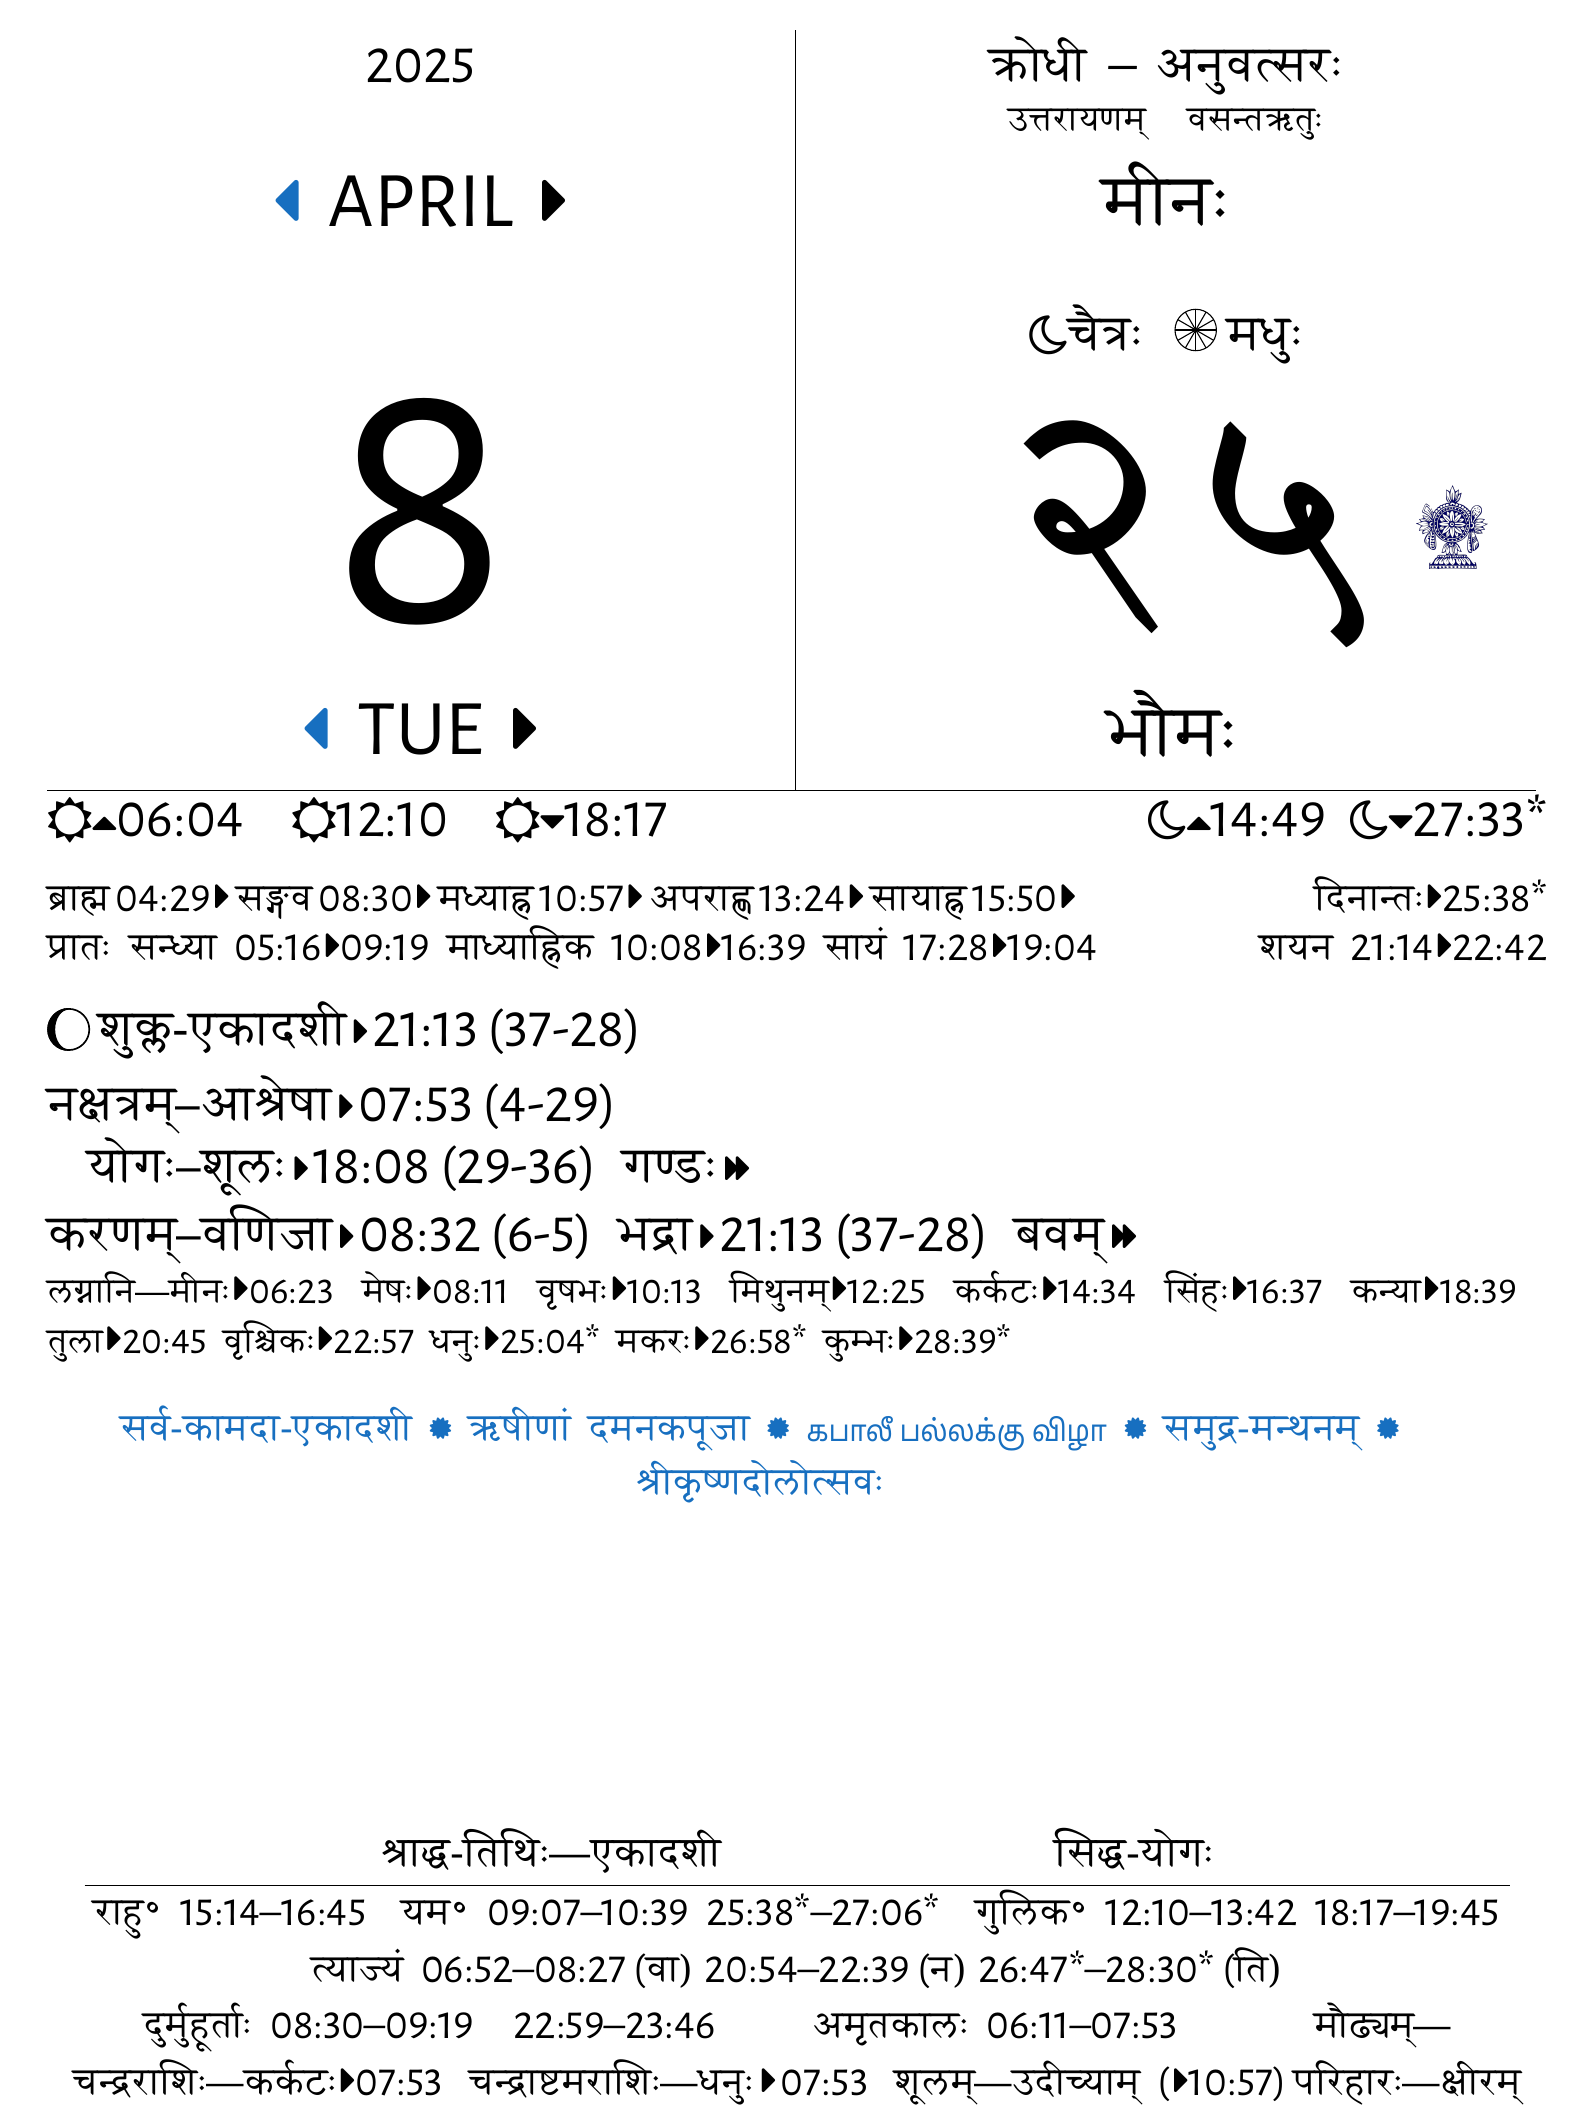 2025
APRIL
8
TUE
क्रोधी – अनुवत्सरः
उत्तरायणम् वसन्तऋतुः
मीनः
चैत्रः मधुः
२५
भौमः
06:04 12:10 18:17 14:49 27:33*
ब्राह्म 04:29 सङ्गव 08:30 मध्याह्न 10:57 अपराह्ण 13:24 सायाह्न 15:50 दिनान्तः 25:38*
प्रातः सन्ध्या 05:16 09:19 माध्याह्निक 10:08 16:39 सायं 17:28 19:04 शयन 21:14 22:42
शुक्ल-एकादशी 21:13 (37-28)
नक्षत्रम्–आश्रेषा 07:53 (4-29)
योगः–शूलः 18:08 (29-36) गण्डः
करणम्–वणिजा 08:32 (6-5) भद्रा 21:13 (37-28) बवम्
लग्नानि—मीनः 06:23 मेषः 08:11 वृषभः 10:13 मिथुनम् 12:25 कर्कटः 14:34 सिंहः 16:37 कन्या 18:39
तुला 20:45 वृश्चिकः 22:57 धनुः 25:04* मकरः 26:58* कुम्भः 28:39*
सर्व-कामदा-एकादशी ऋषीणां दमनकपूजा கபாலீ பல்லக்கு விழா समुद्र-मन्थनम्
श्रीकृष्णदोलोत्सवः
श्राद्ध-तिथिः—एकादशी सिद्ध-योगः
राहु॰ 15:14–16:45 यम॰ 09:07–10:39 25:38*–27:06* गुलिक॰ 12:10–13:42 18:17–19:45
त्याज्यं 06:52–08:27 (वा) 20:54–22:39 (न) 26:47*–28:30* (ति)
दुर्मुहूर्ताः 08:30–09:19 22:59–23:46 अमृतकालः 06:11–07:53 मौढ्यम्—
चन्द्रराशिः—कर्कटः 07:53 चन्द्राष्टमराशिः—धनुः 07:53 शूलम्—उदीच्याम् (10:57) परिहारः—क्षीरम्